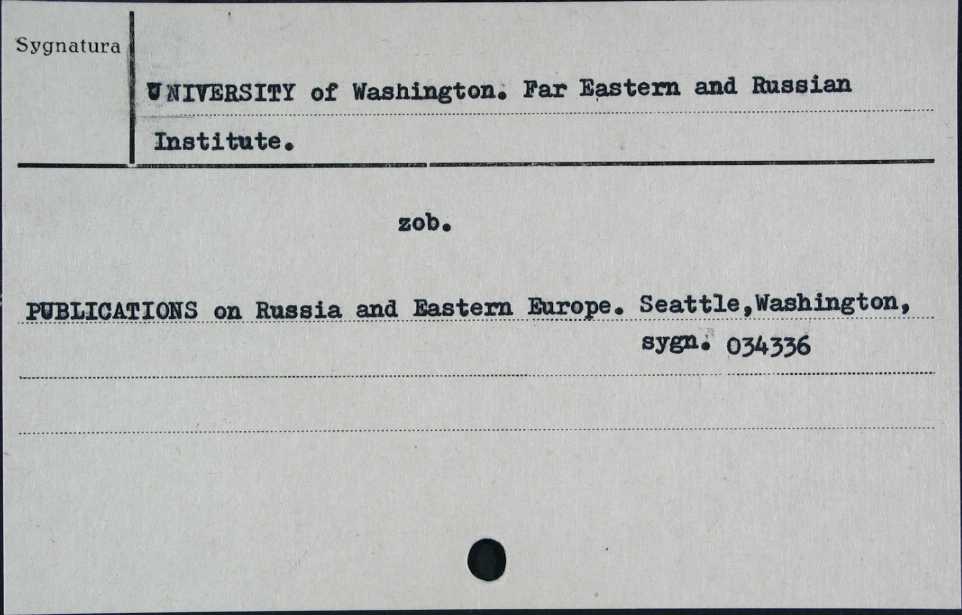 Sygnatura
UNIVERSITY of Washington. Far Eastern and Russian
Institute.
zob.
PUBLICATIONS on Russia and Eastern Europe. Seattle,Washington,
sygn. 034336